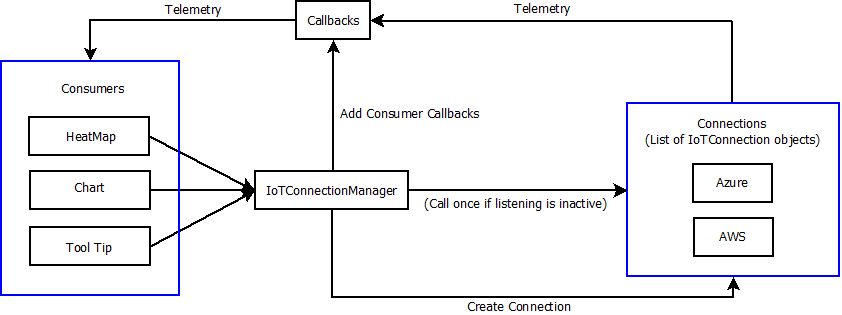 Telemetry
Callbacks
Telemetry
Consumers
HeatMap
Chart
Tool Tip
Add Consumer Callbacks
IoTConnectionManager
(Call once if listening is inactive)
Connections
(List of IoTConnection objects)
Azure
AWS
Create Connection